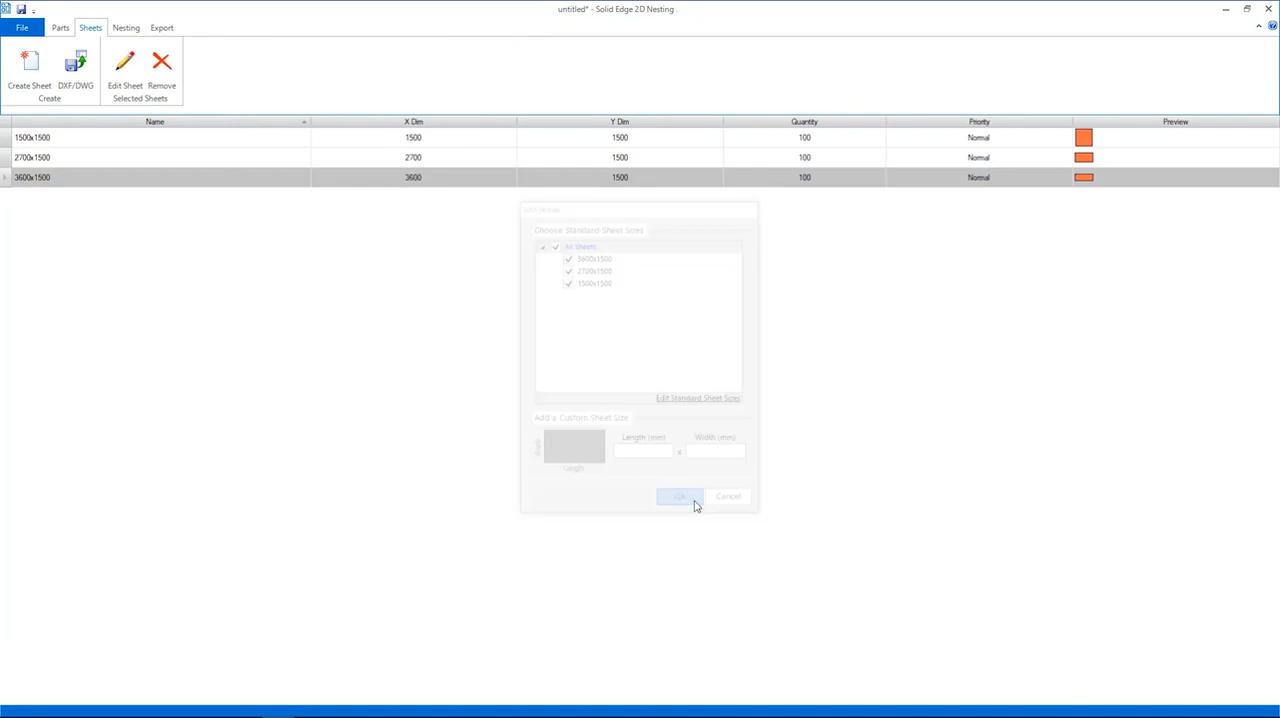 untitled* - Solid Edge 2D Nesting
File Parts Sheets Nesting Export
Create Sheet DXF/DWG Edit Sheet Remove
Create Selected Sheets
Name X Dim Y Dim Quantity Priority Preview
1500x1500 1500 1500 100 Normal
2700x1500 2700 1500 100 Normal
3600x1500 3600 1500 100 Normal
Choose Standard Sheet Sizes
All Sheets
3600x1500
2700x1500
1500x1500
Edit Standard Sheet Sizes
Add a Custom Sheet Size
Length (mm) Width (mm)
x
Length
OK Cancel